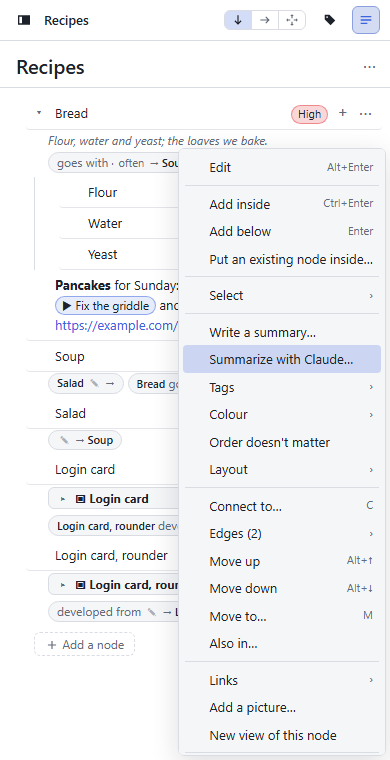 Recipes
Recipes
Bread
High
Flour, water and yeast; the loaves we bake.
goes with · often → Sou
Flour
Water
Yeast
Pancakes for Sunday:
Fix the griddle and
https://example.com/
Soup
Salad →
Bread go
Salad
→ Soup
Login card
Login card
Login card, rounder deve
Login card, rounder
Login card, roun
developed from → L
+ Add a node
Edit Alt+Enter
Add inside Ctrl+Enter
Add below Enter
Put an existing node inside...
Select
Write a summary...
Summarize with Claude...
Tags
Colour
Order doesn't matter
Layout
Connect to... C
Edges (2)
Move up Alt+↑
Move down Alt+↓
Move to... M
Also in...
Links
Add a picture...
New view of this node